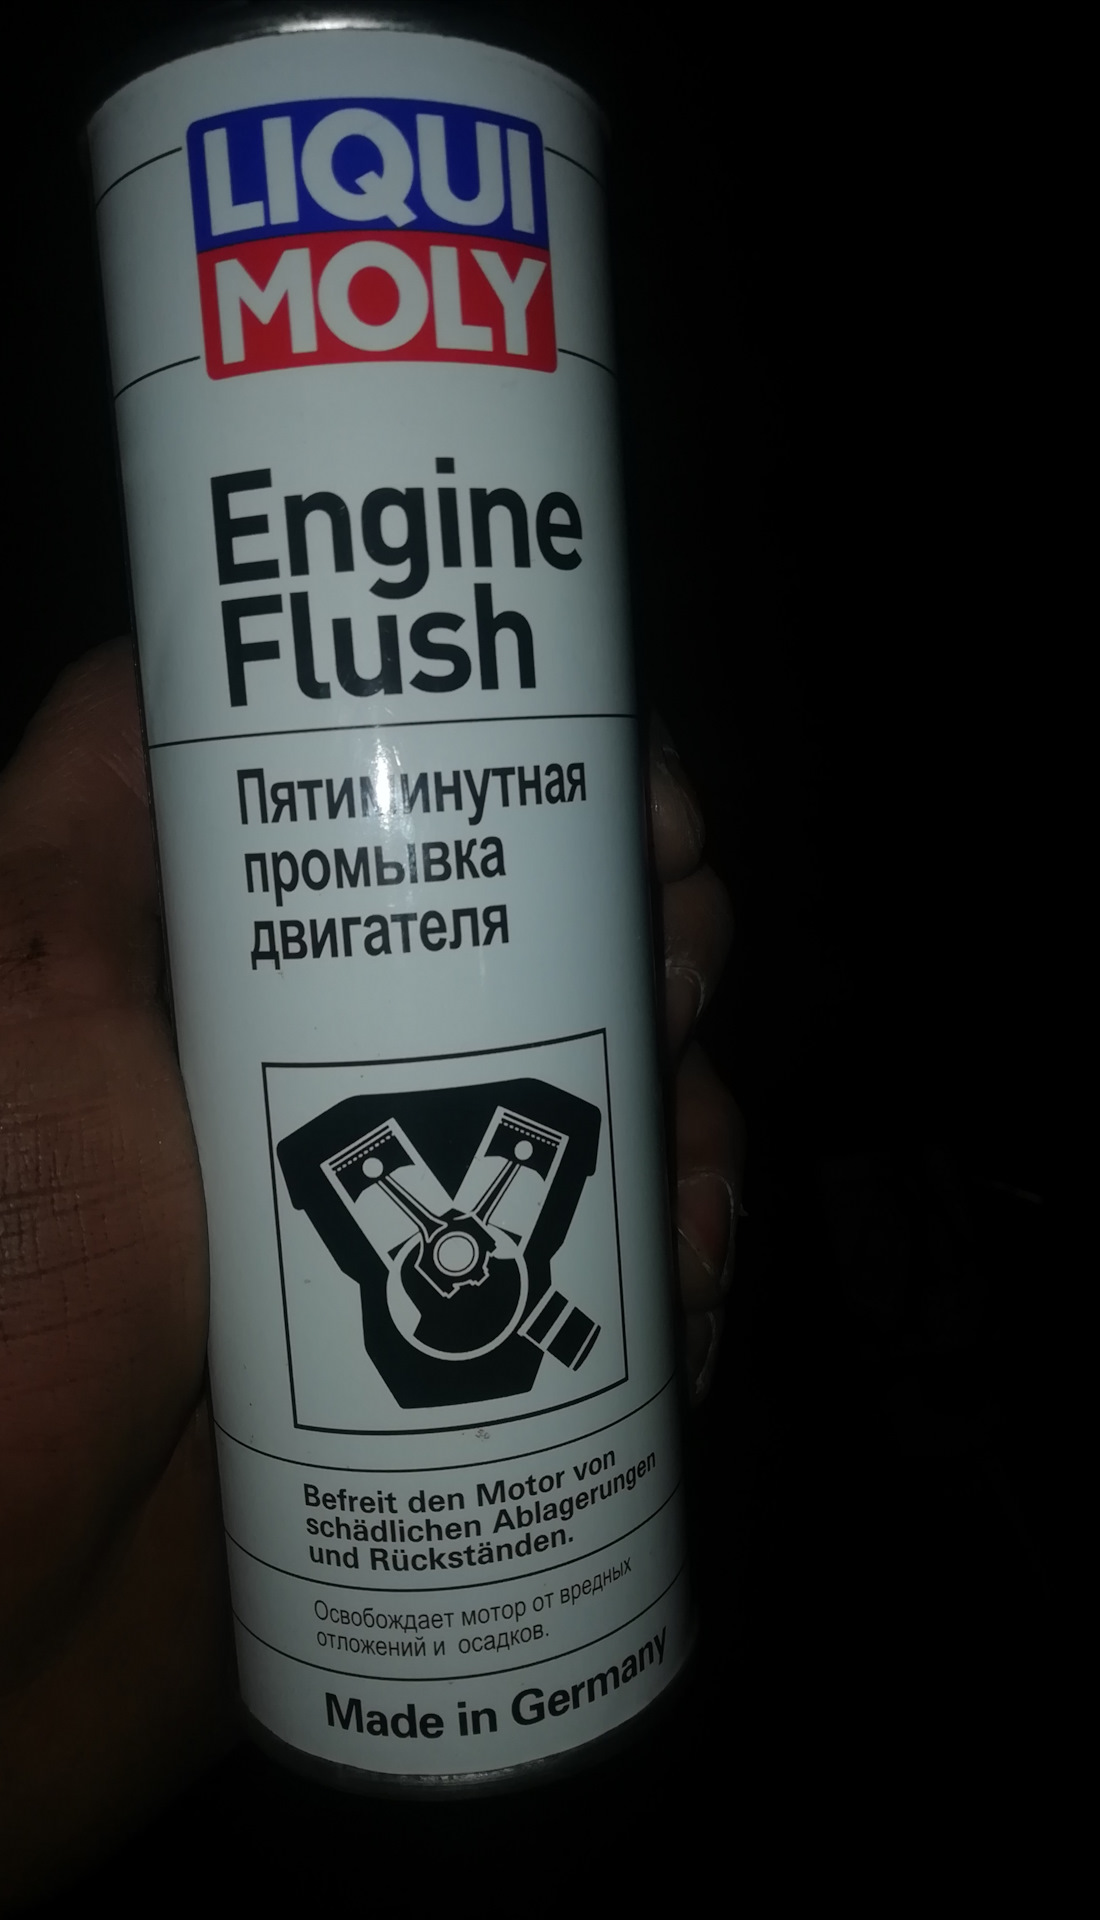 LIQUI
MOLY
Engine
Flush
Пятиминутная
промывка
двигателя
Befreit den Motor von
schädlichen Ablagerungen
und Rückständen.
Освобождает мотор от вредных
отложений и осадков.
Made in Germany